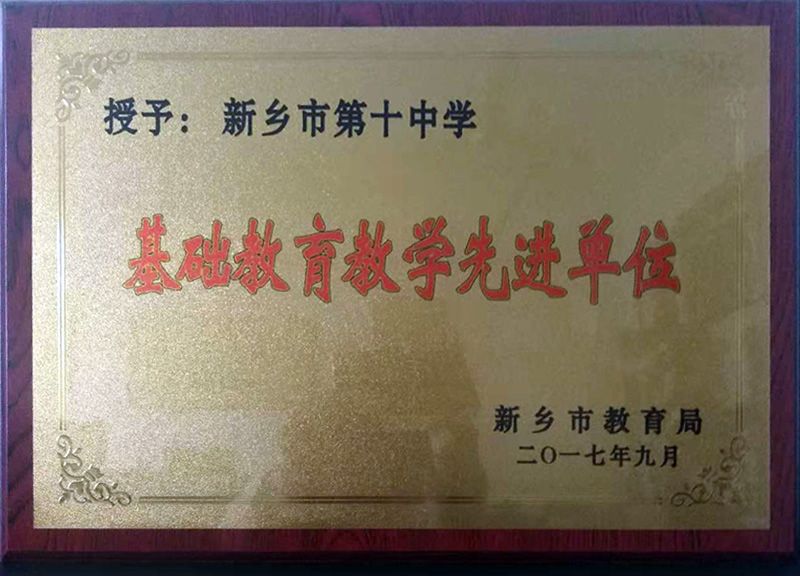 授予：新乡市第十中学
基础教育教学先进单位
新乡市教育局
二〇一七年九月